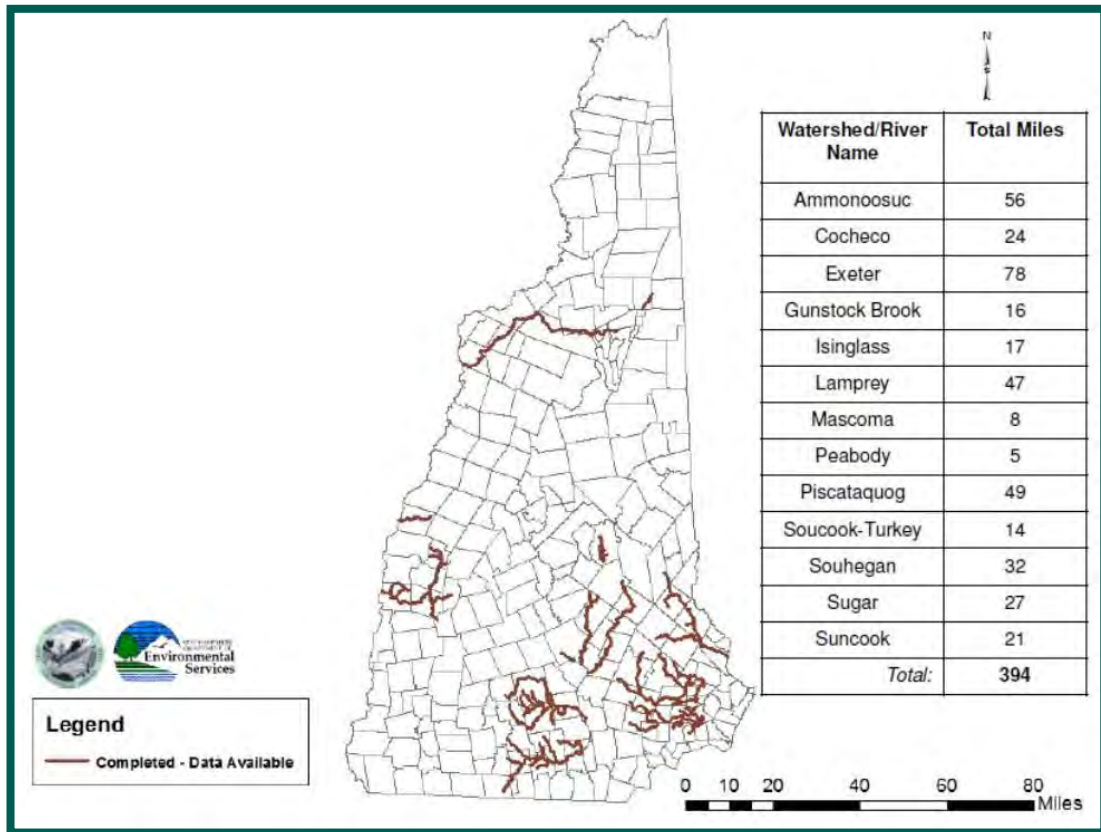 N
Watershed/River
Name
Total Miles
Ammonoosuc 56
Cocheco 24
Exeter 78
Gunstock Brook 16
Isinglass 17
Lamprey 47
Mascoma 8
Peabody 5
Piscataquog 49
Soucook-Turkey 14
Souhegan 32
Sugar 27
Suncook 21
Total: 394
Environmental
Services
Legend
Completed - Data Available
0 10 20 40 60 80
Miles